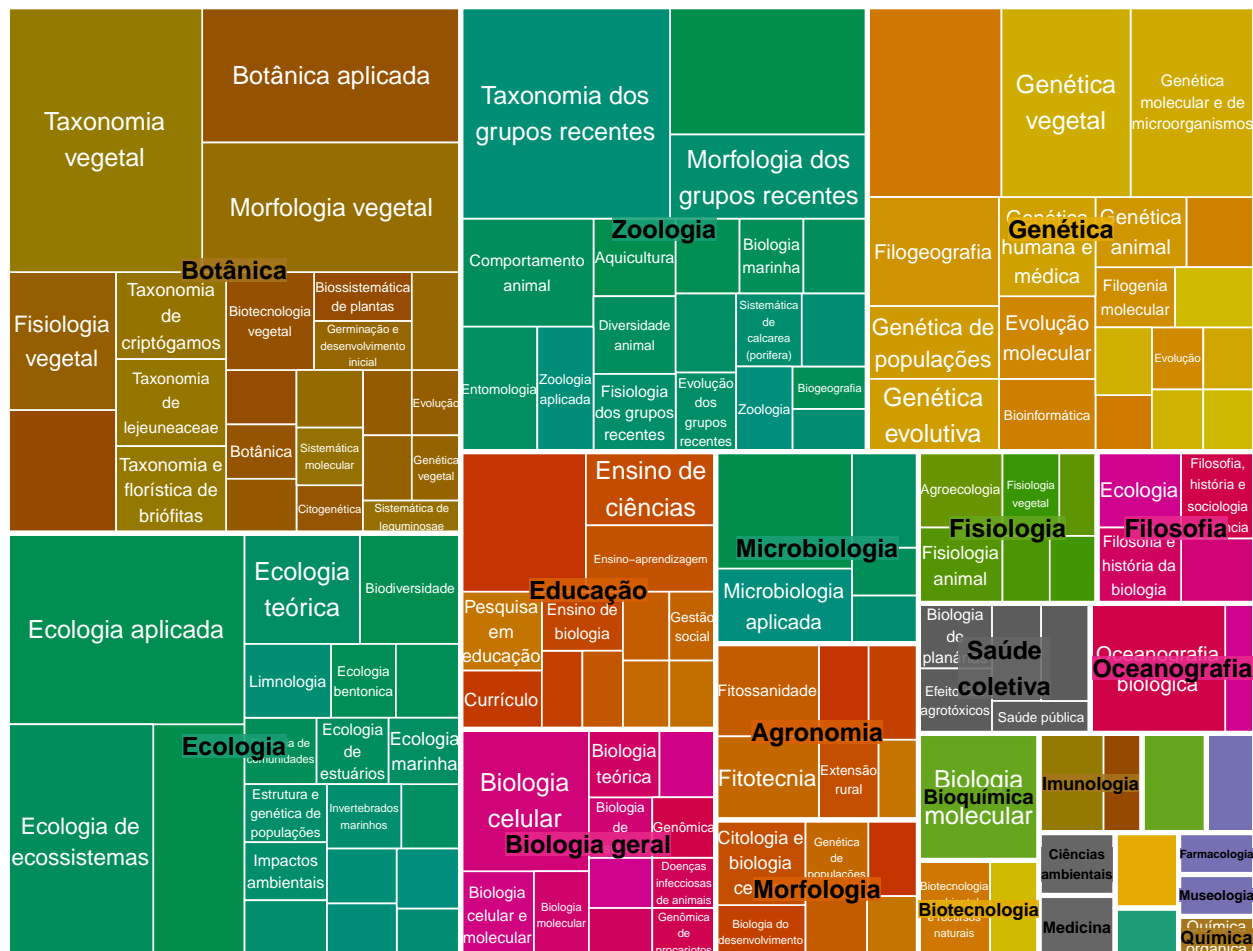 Taxonomia
vegetal
Botânica aplicada
Morfologia vegetal
Botânica
Fisiologia
vegetal
Taxonomia
de
criptógamos
Taxonomia
de
lejeuneaceae
Taxonomia e
florística de
briófitas
Biotecnologia
vegetal
Biossistemática
de plantas
Germinação e
desenvolvimento
inicial
Botânica
Sistemática
molecular
Citogenética
Evolução
Genética
vegetal
Sistemática de
leguminosae
Taxonomia dos
grupos recentes
Morfologia dos
grupos recentes
Zoologia
Comportamento
animal
Aquicultura
Biologia
marinha
Diversidade
animal
Sistemática
de
calcarea
(porifera)
Entomologia
Zoologia
aplicada
Fisiologia
dos grupos
recentes
Evolução
dos
grupos
recentes
Zoologia
Biogeografia
Genética
vegetal
Genética
molecular e de
microorganismos
Genética
Filogeografia
Genética
humana e
médica
Genética
animal
Filogenia
molecular
Genética de
populações
Evolução
molecular
Evolução
Genética
evolutiva
Bioinformática
Ecologia aplicada
Ecologia
teórica
Biodiversidade
Limnologia
Ecologia
bentonica
Ecologia
de
comunidades
Ecologia
de
estuários
Ecologia
marinha
Ecologia de
ecossistemas
Estrutura e
genética de
populações
Invertebrados
marinhos
Impactos
ambientais
Ensino de
ciências
Ensino−aprendizagem
Educação
Pesquisa
em
educação
Ensino de
biologia
Gestão
social
Currículo
Biologia
celular
Biologia
teórica
Biologia
de
Genômica
Biologia geral
Biologia
celular e
molecular
Biologia
molecular
Doenças
infecciosas
de animais
Genômica
de
procariotos
Microbiologia
Microbiologia
aplicada
Fitossanidade
Agronomia
Fitotecnia
Extensão
rural
Citologia e
biologia
Genética
de
populações
Morfologia
Biologia do
desenvolvimento
Agroecologia
Fisiologia
vegetal
Fisiologia
Fisiologia
animal
Ecologia
Filosofia,
história e
sociologia
Filosofia
Filosofia e
história da
biologia
Biologia
de
Saúde
coletiva
Efeito
agrotóxicos
Saúde pública
Oceanografia
Oceanografia
biológica
Biologia
molecular
Bioquímica
Imunologia
Biotecnologia
Biotecnologia
e recursos
naturais
Ciências
ambientais
Medicina
Farmacologia
Museologia
Química
Química
orgânica